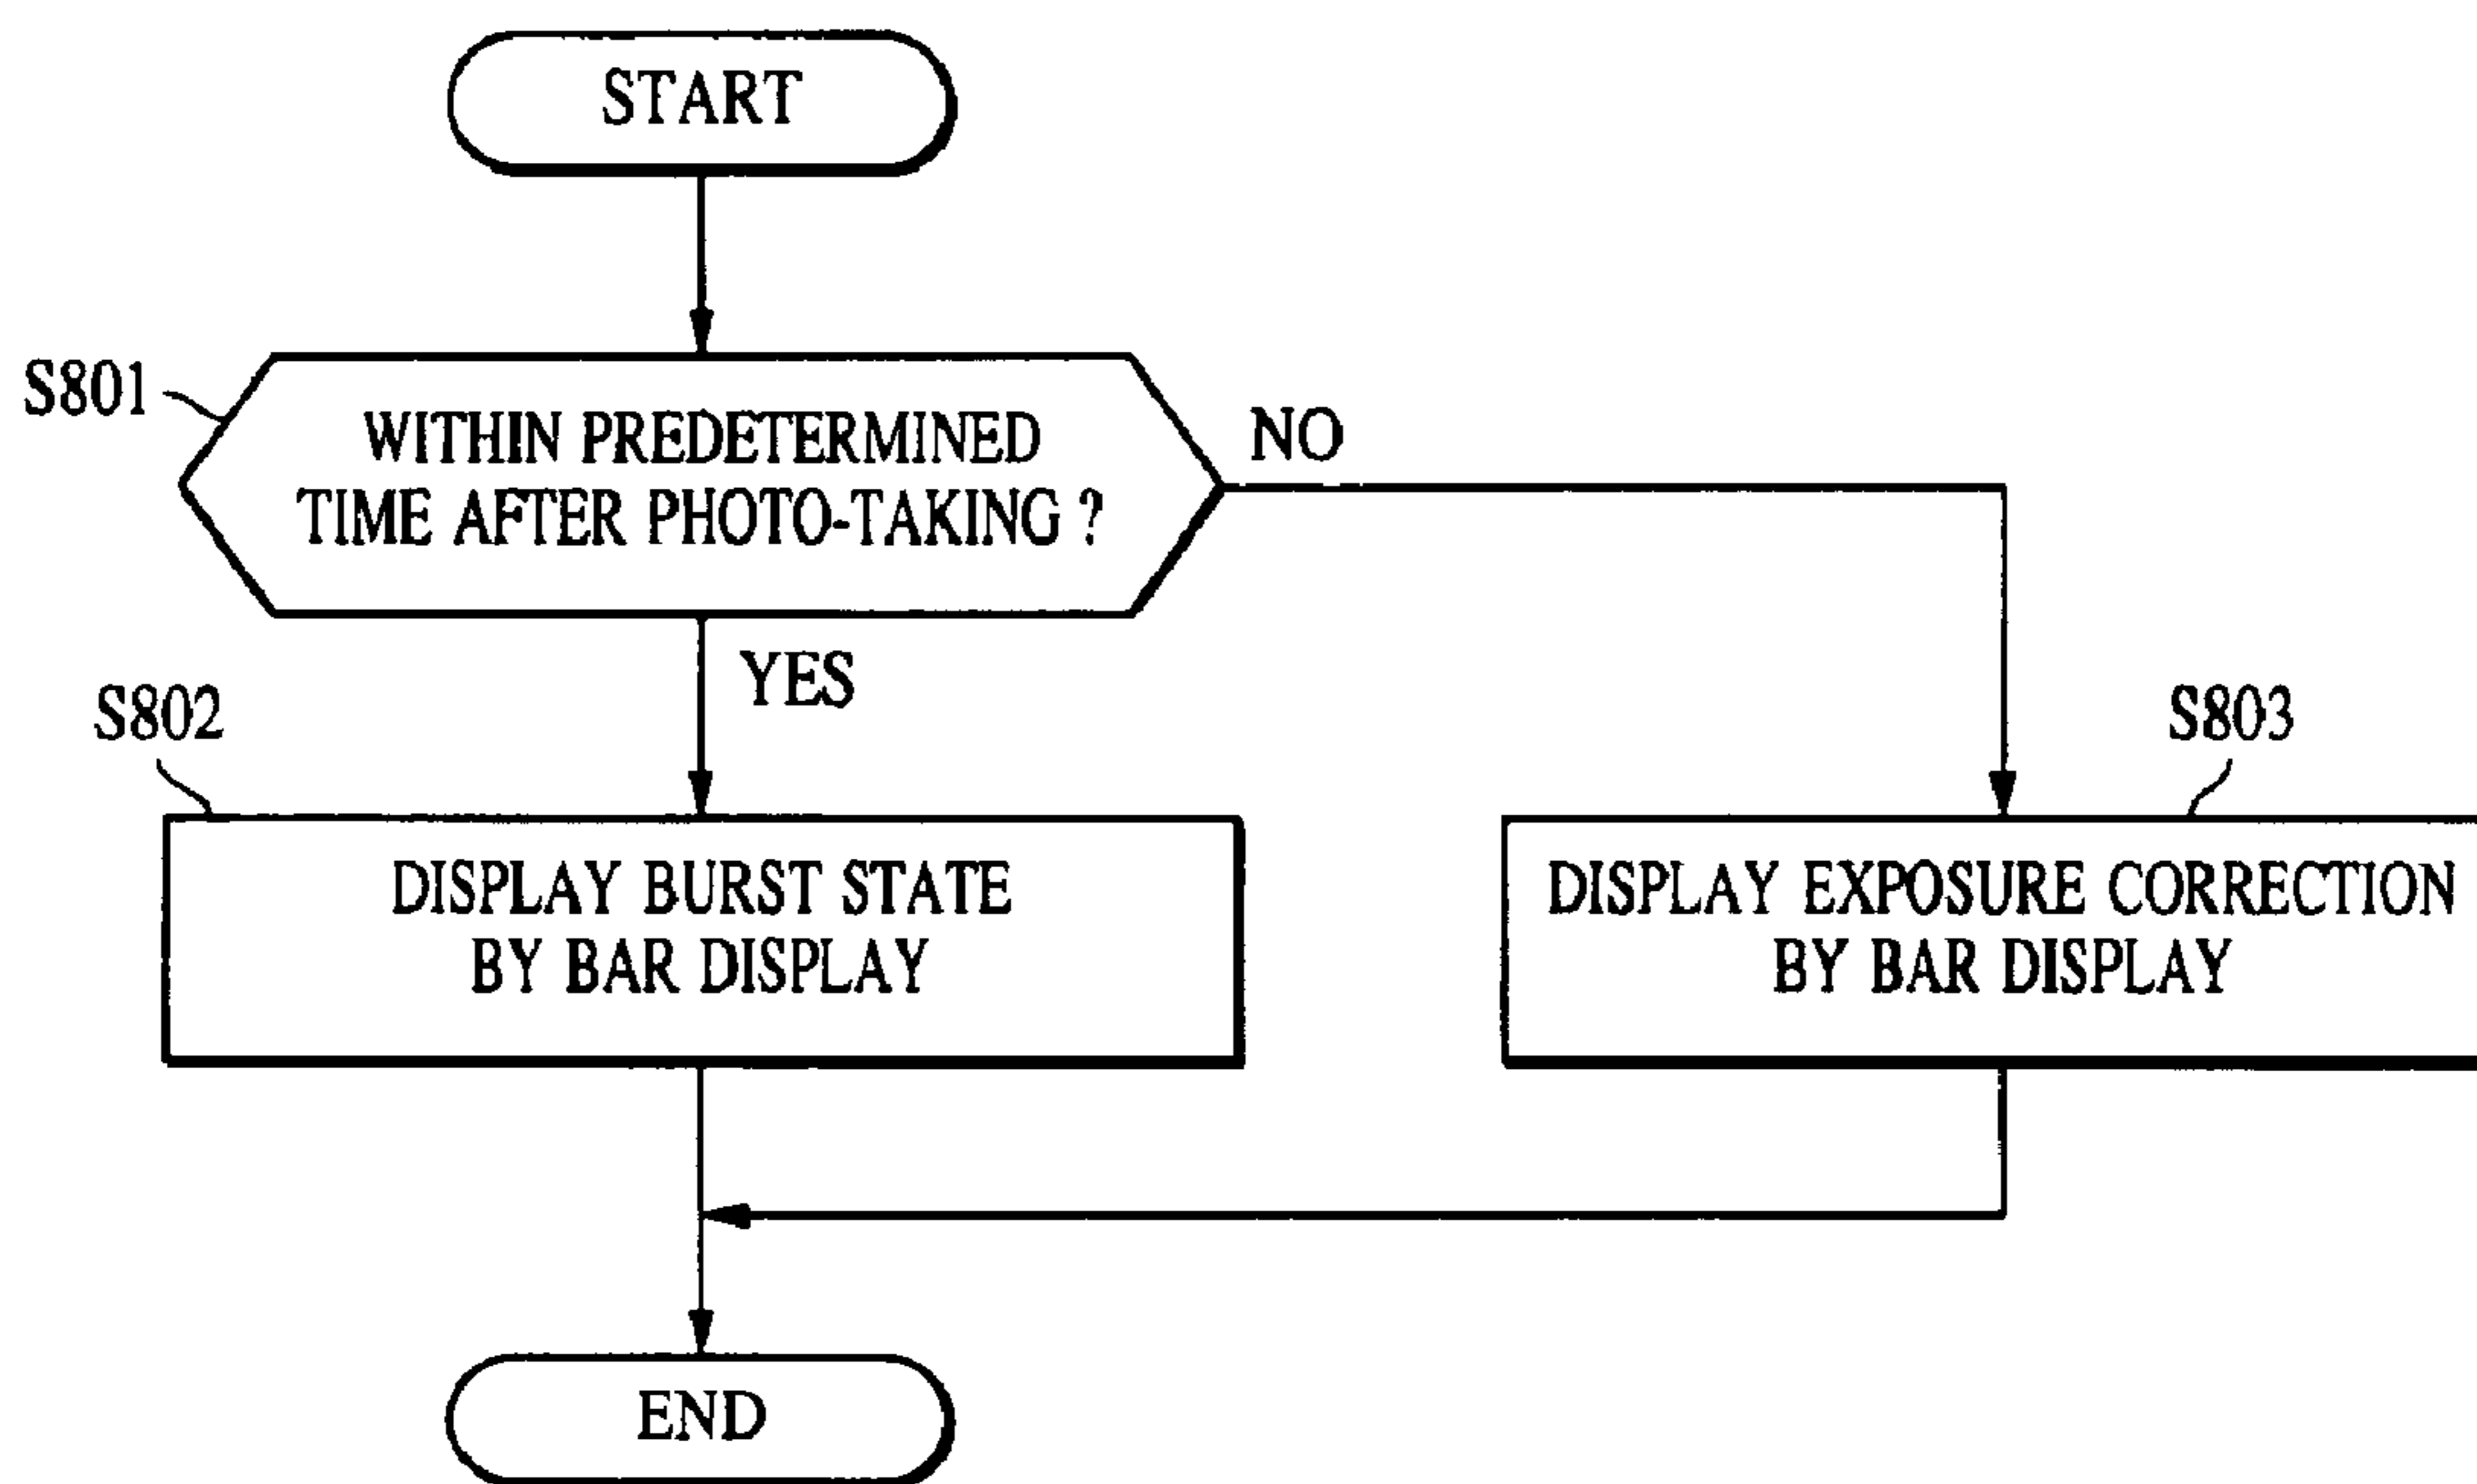 START
S801
WITHIN PREDETERMINED
TIME AFTER PHOTO-TAKING ?
NO
YES
S802
S803
DISPLAY BURST STATE
BY BAR DISPLAY
DISPLAY EXPOSURE CORRECTION
BY BAR DISPLAY
END